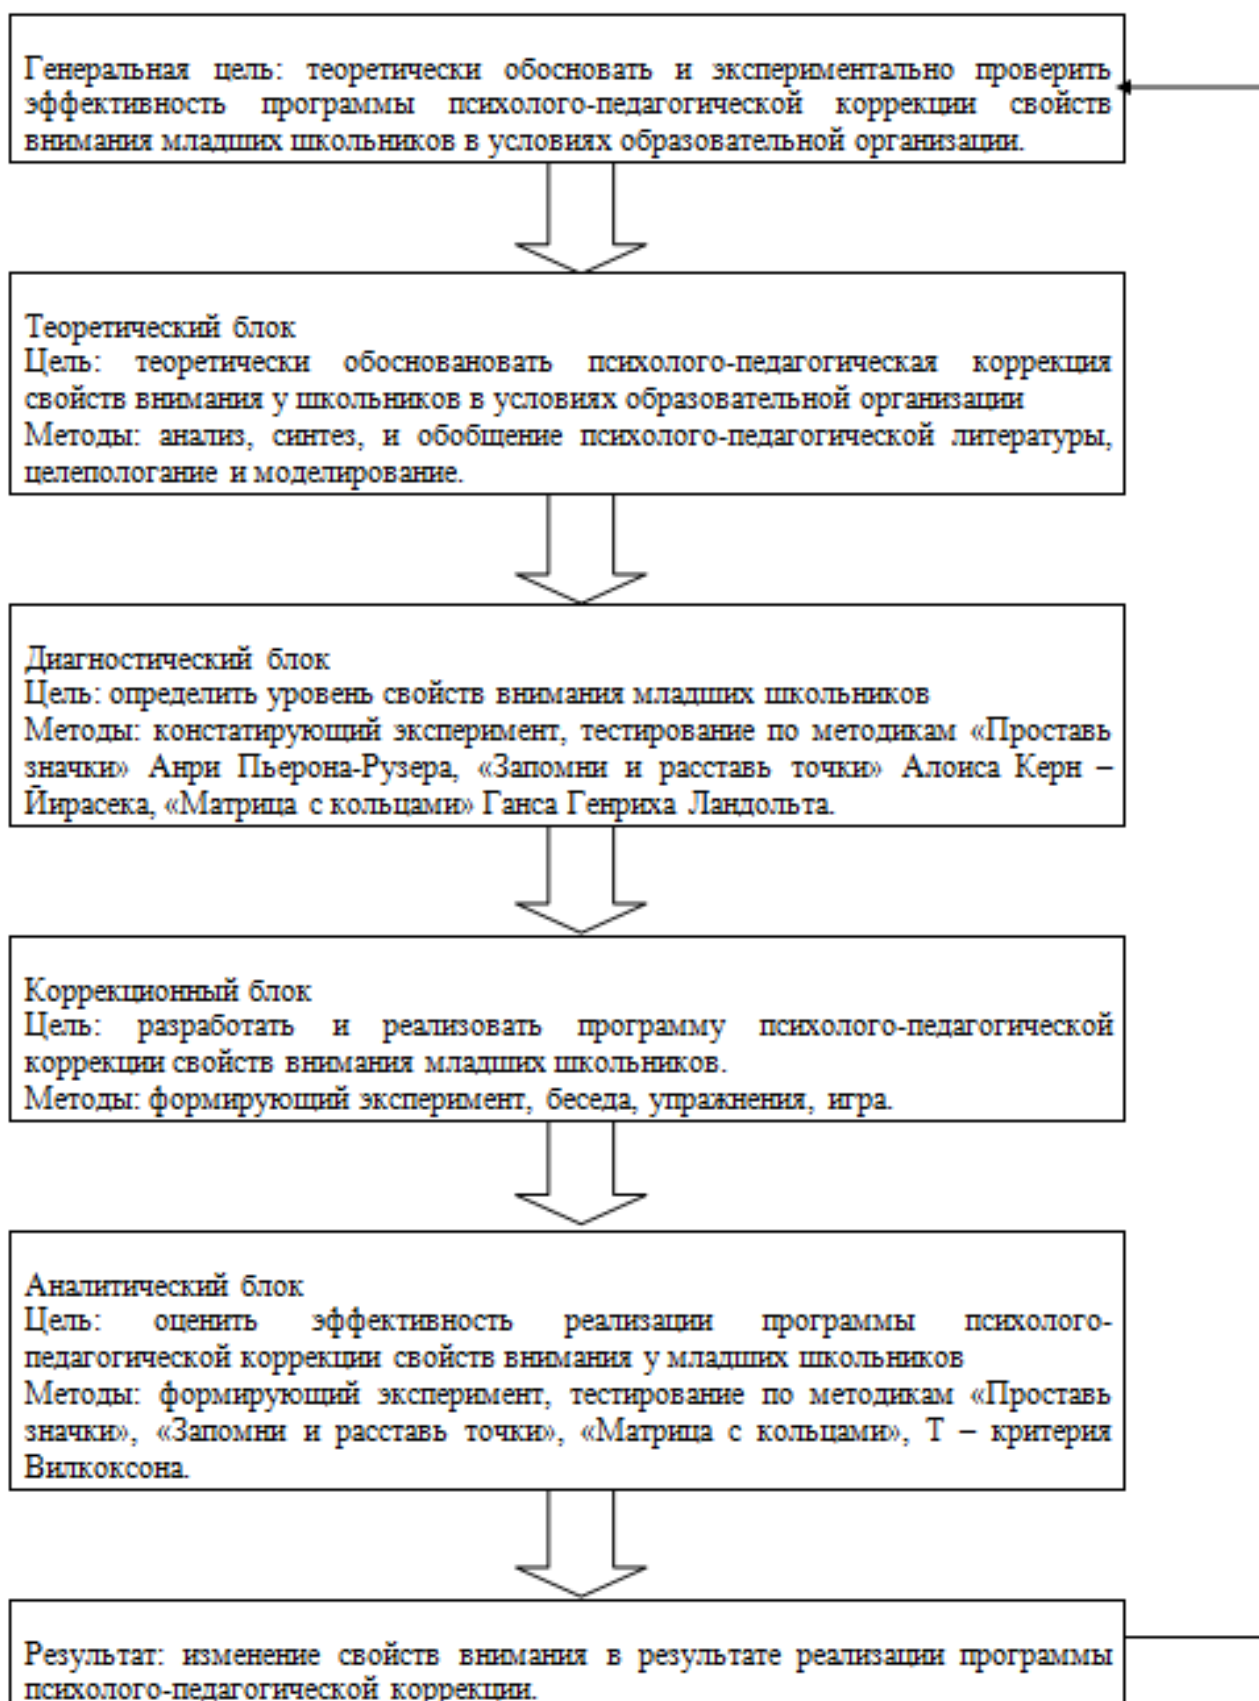 Генеральная цель: теоретически обосновать и экспериментально проверить
эффективность программы психолого-педагогической коррекции свойств
внимания младших школьников в условиях образовательной организации.
Теоретический блок
Цель: теоретически обосноватовать психолого-педагогическая коррекция
свойств внимания у школьников в условиях образовательной организации
Методы: анализ, синтез, и обобщение психолого-педагогической литературы,
целепологание и моделирование.
Диагностический блок
Цель: определить уровень свойств внимания младших школьников
Методы: констатирующий эксперимент, тестирование по методикам «Проставь
значки» Анри Пьерона-Рузера, «Запомни и расставь точки» Алоиса Керн –
Йирасека, «Матрица с кольцами» Ганса Генриха Ландольта.
Коррекционный блок
Цель: разработать и реализовать программу психолого-педагогической
коррекции свойств внимания младших школьников.
Методы: формирующий эксперимент, беседа, упражнения, игра.
Аналитический блок
Цель: оценить эффективность реализации программы психолого-
педагогической коррекции свойств внимания у младших школьников
Методы: формирующий эксперимент, тестирование по методикам «Проставь
значки», «Запомни и расставь точки», «Матрица с кольцами», Т – критерия
Вилкоксона.
Результат: изменение свойств внимания в результате реализации программы
психолого-педагогической коррекции.